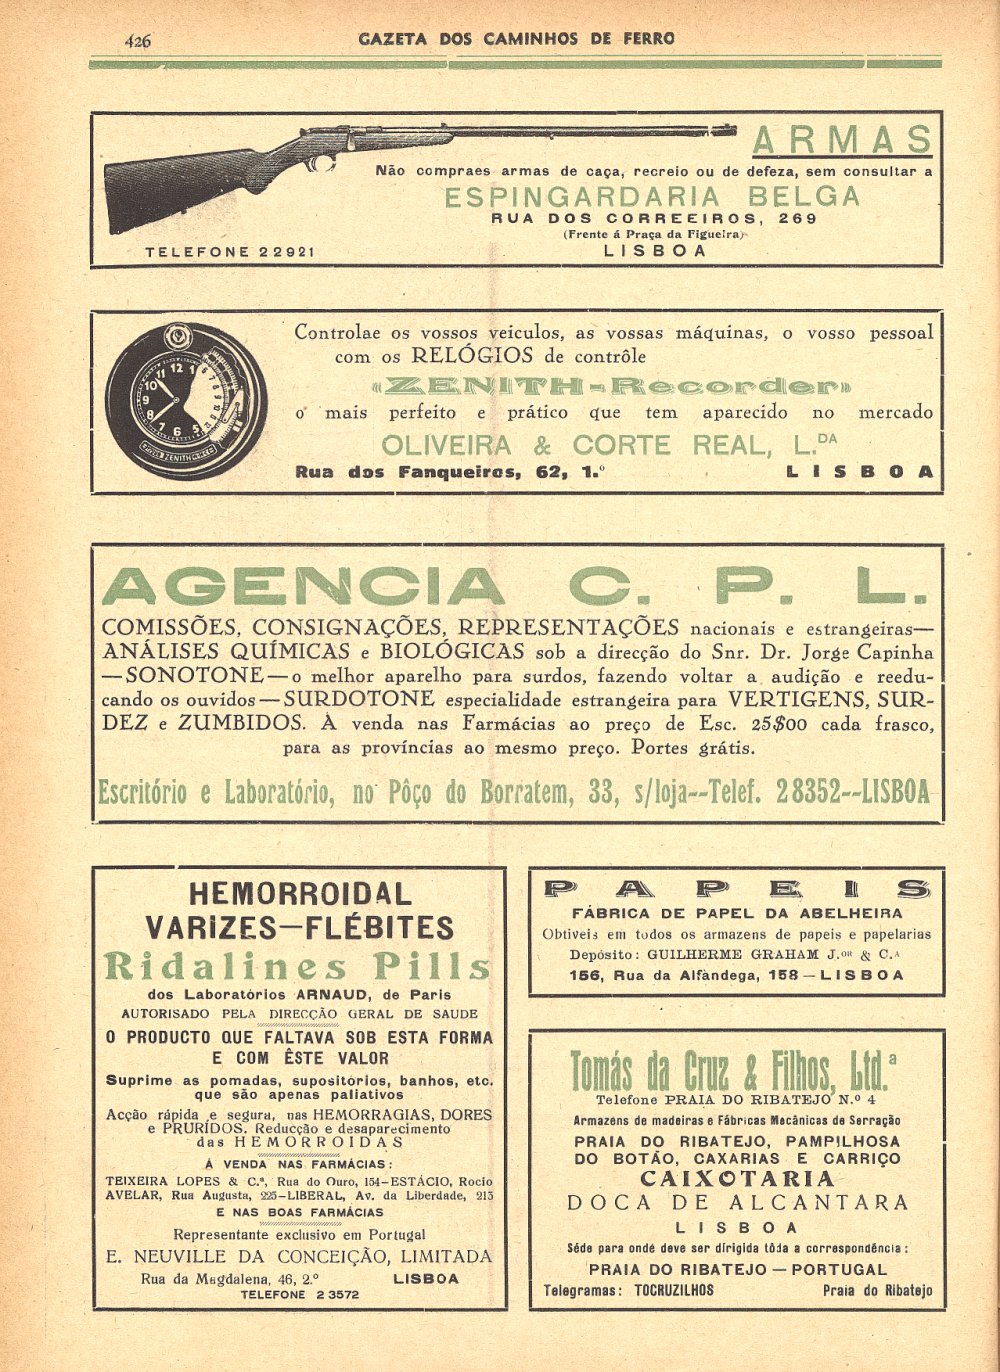 426
GAZETA DOS CAMINHOS DE FERRO
ARMAS
Não compraes armas de caça, recreio ou de defeza, sem consultar a
ESPINGARDARIA BELGA
RUA DOS CORREEIROS, 269
(Frente á Praça da Figueira)
TELEFONE 22921
LISBOA
Controlae os vossos veiculos, as vossas máquinas, o vosso pessoal
com os RELÓGIOS de contrôle
«ZENITH-Recorder»
o mais perfeito e prático que tem aparecido no mercado
OLIVEIRA & CORTE REAL, L.DA
Rua dos Fanqueiros, 62, 1.º LISBOA
12 1
11
10
9
8
7 6 5
ZENITH
AGENCIA C. P. L.
COMISSÕES, CONSIGNAÇÕES, REPRESENTAÇÕES nacionais e estrangeiras—
ANÁLISES QUÍMICAS e BIOLÓGICAS sob a direcção do Snr. Dr. Jorge Capinha
—SONOTONE—o melhor aparelho para surdos, fazendo voltar a audição e reedu-
cando os ouvidos—SURDOTONE especialidade estrangeira para VERTIGENS, SUR-
DEZ e ZUMBIDOS. À venda nas Farmácias ao preço de Esc. 25$00 cada frasco,
para as províncias ao mesmo preço. Portes grátis.
Escritório e Laboratório, no Pôço do Borratem, 33, s/loja--Telef. 28352--LISBOA
HEMORROIDAL
VARIZES—FLÉBITES
Ridalines Pills
dos Laboratórios ARNAUD, de Paris
AUTORISADO PELA DIRECÇÃO GERAL DE SAUDE
O PRODUCTO QUE FALTAVA SOB ESTA FORMA
E COM ÊSTE VALOR
Suprime as pomadas, supositórios, banhos, etc.
que são apenas paliativos
Acção rápida e segura, nas HEMORRAGIAS, DORES
e PRURÍDOS. Reducção e desaparecimento
das HEMORROIDAS
Á VENDA NAS FARMÁCIAS:
TEIXEIRA LOPES & C.ª, Rua do Ouro, 154-ESTÁCIO, Rocio
AVELAR, Rua Augusta, 225-LIBERAL, Av. da Liberdade, 213
E NAS BOAS FARMÁCIAS
Representante exclusivo em Portugal
E. NEUVILLE DA CONCEIÇÃO, LIMITADA
Rua da Magdalena, 46, 2.º LISBOA
TELEFONE 2 3572
PAPEIS
FÁBRICA DE PAPEL DA ABELHEIRA
Obtiveis em todos os armazens de papeis e papelarias
Depósito: GUILHERME GRAHAM J.OR & C.A
156, Rua da Alfândega, 158—LISBOA
Tomás da Cruz & Filhos, Ltd.ª
Telefone PRAIA DO RIBATEJO N.º 4
Armazens de madeiras e Fábricas Mecânicas de Serração
PRAIA DO RIBATEJO, PAMPILHOSA
DO BOTÃO, CAXARIAS E CARRIÇO
CAIXOTARIA
DOCA DE ALCANTARA
LISBOA
Séde para onde deve ser dirigida tôda a correspondência:
PRAIA DO RIBATEJO—PORTUGAL
Telegramas: TOCRUZILHOS Praia do Ribatejo